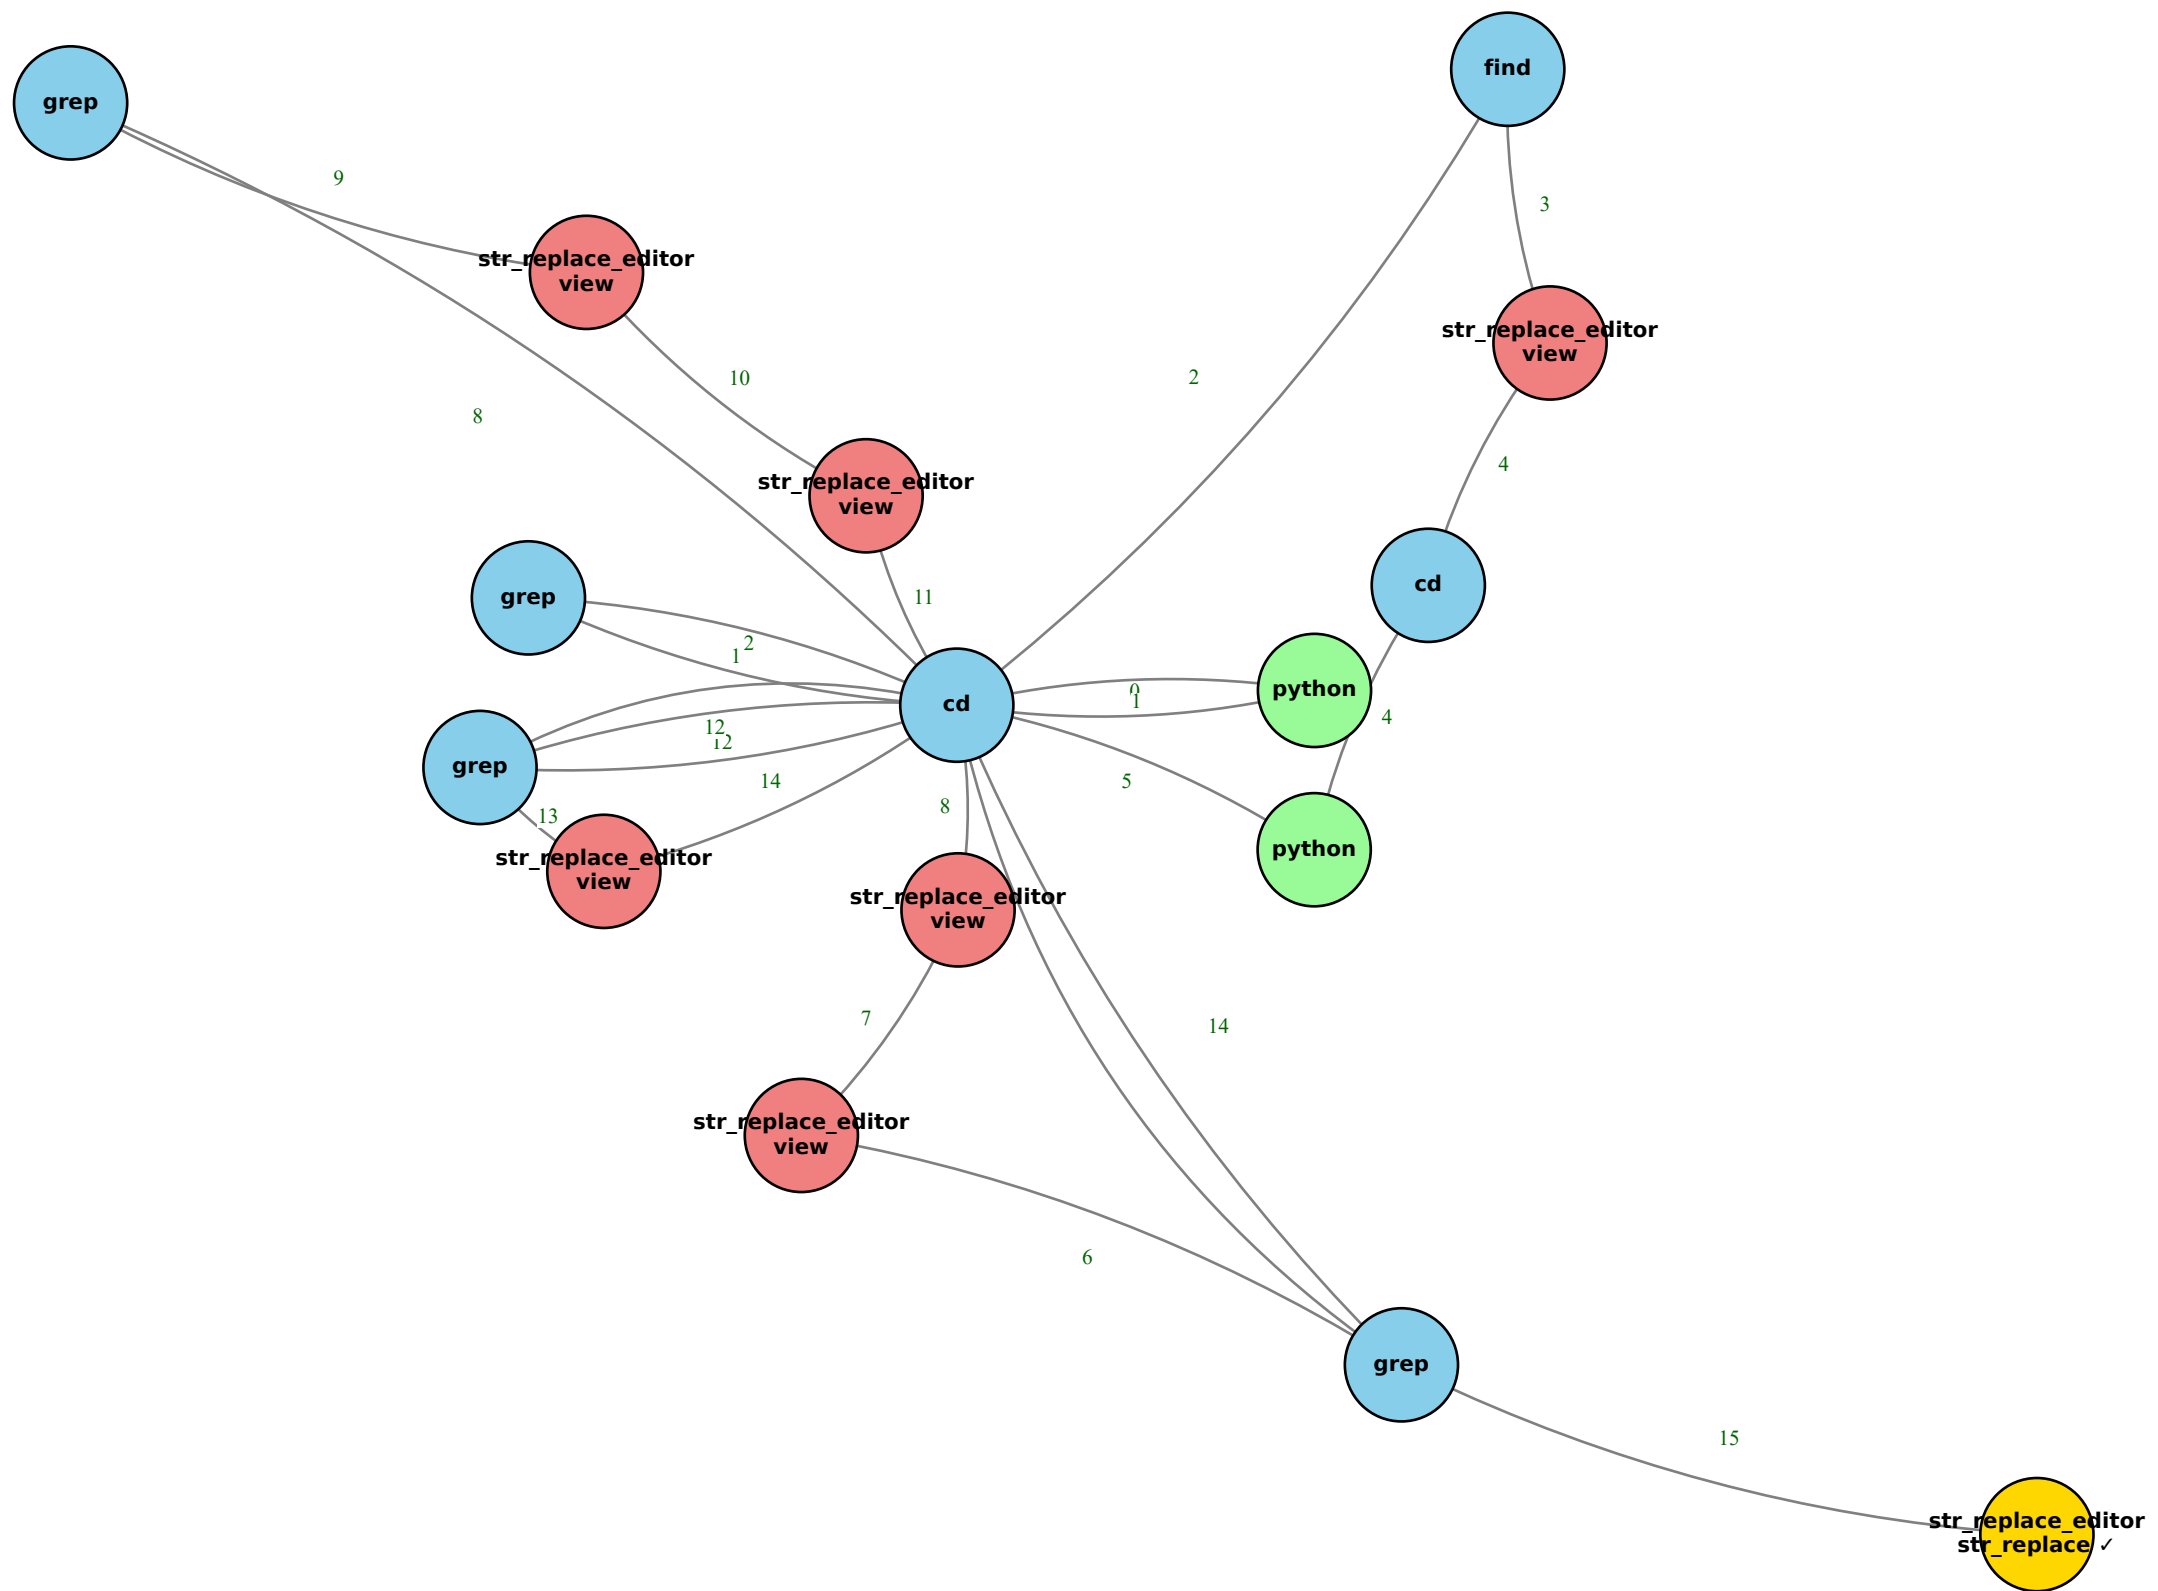 find
grep
9
3
str_replace_editor
view
str_replace_editor
view
10
2
8
4
str_replace_editor
view
cd
grep
11
2
1
python
0
1
cd
4
12
12
grep
14
5
8
13
python
str_replace_editor
view
str_replace_editor
view
7
14
str_replace_editor
view
6
grep
15
str_replace_editor
str_replace ✓